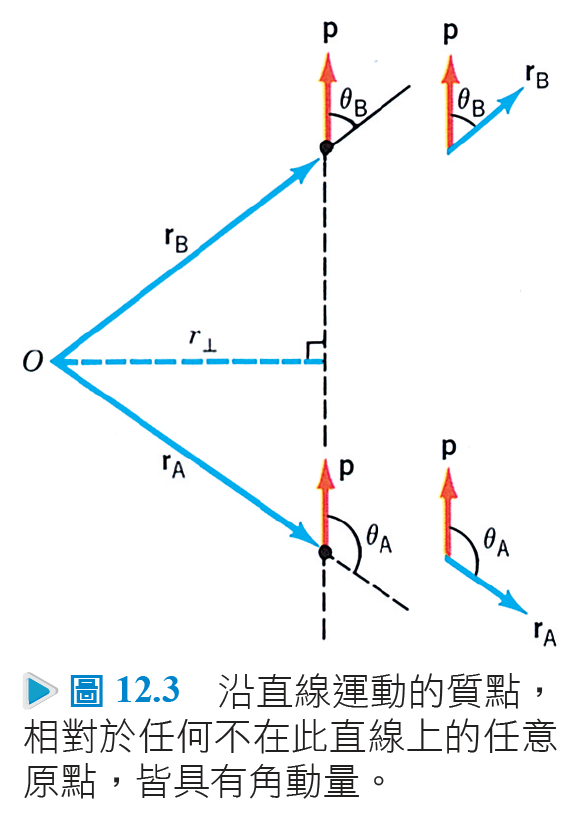 p p
θB θB rB
rB
r⊥
O
rA
p p
θA θA
rA
圖 12.3 沿直線運動的質點，
相對於任何不在此直線上的任意
原點，皆具有角動量。